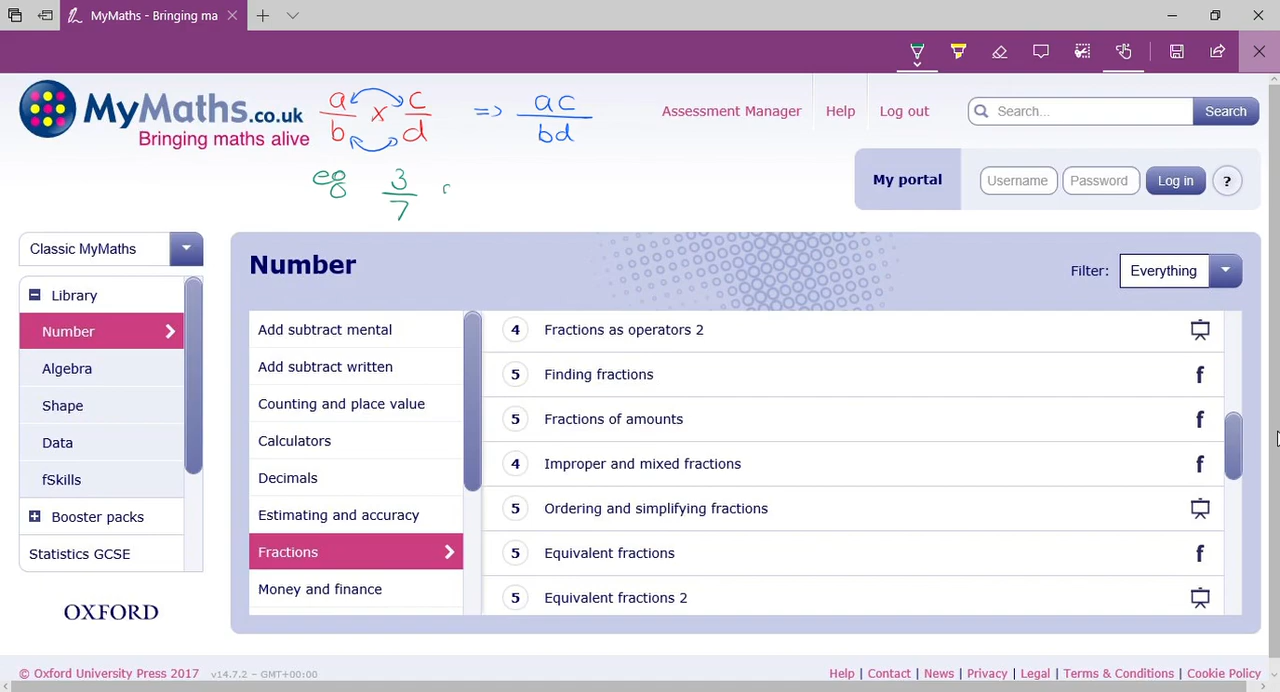 MyMaths - Bringing ma
MyMaths.co.uk
Bringing maths alive
a/b x c/d => ac/bd
eg 3/7
Assessment Manager
Help
Log out
Search...
Search
My portal
Username
Password
Log in
?
Classic MyMaths
Library
Number
Algebra
Shape
Data
fSkills
Booster packs
Statistics GCSE
OXFORD
Number
Filter:
Everything
Add subtract mental
Add subtract written
Counting and place value
Calculators
Decimals
Estimating and accuracy
Fractions
Money and finance
4 Fractions as operators 2
5 Finding fractions f
5 Fractions of amounts f
4 Improper and mixed fractions f
5 Ordering and simplifying fractions
5 Equivalent fractions f
5 Equivalent fractions 2
© Oxford University Press 2017 v14.7.2 – GMT+00:00
Help | Contact | News | Privacy | Legal | Terms & Conditions | Cookie Policy